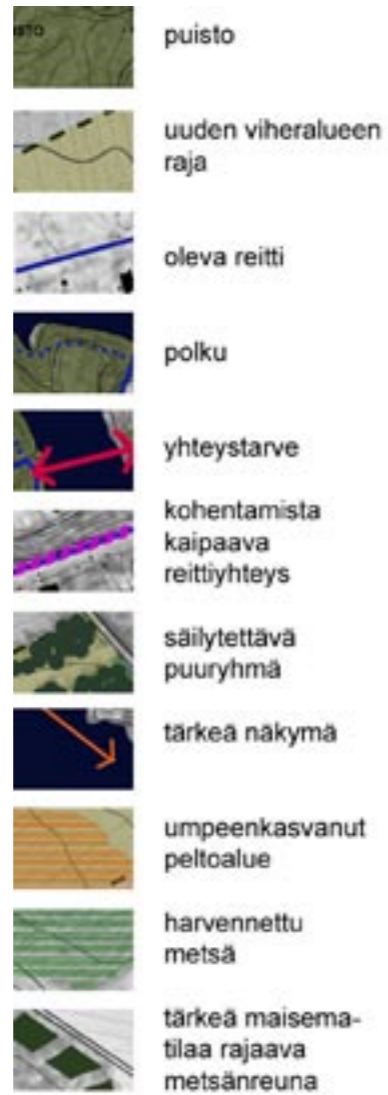 puisto
uuden viheralueen
raja
oleva reitti
polku
yhteystarve
kohentamista
kaipaava
reittiyhteys
säilytettävä
puuryhmä
tärkeä näkymä
umpeenkasvanut
peltoalue
harvennettu
metsä
tärkeä maisema-
tilaa rajaava
metsänreuna